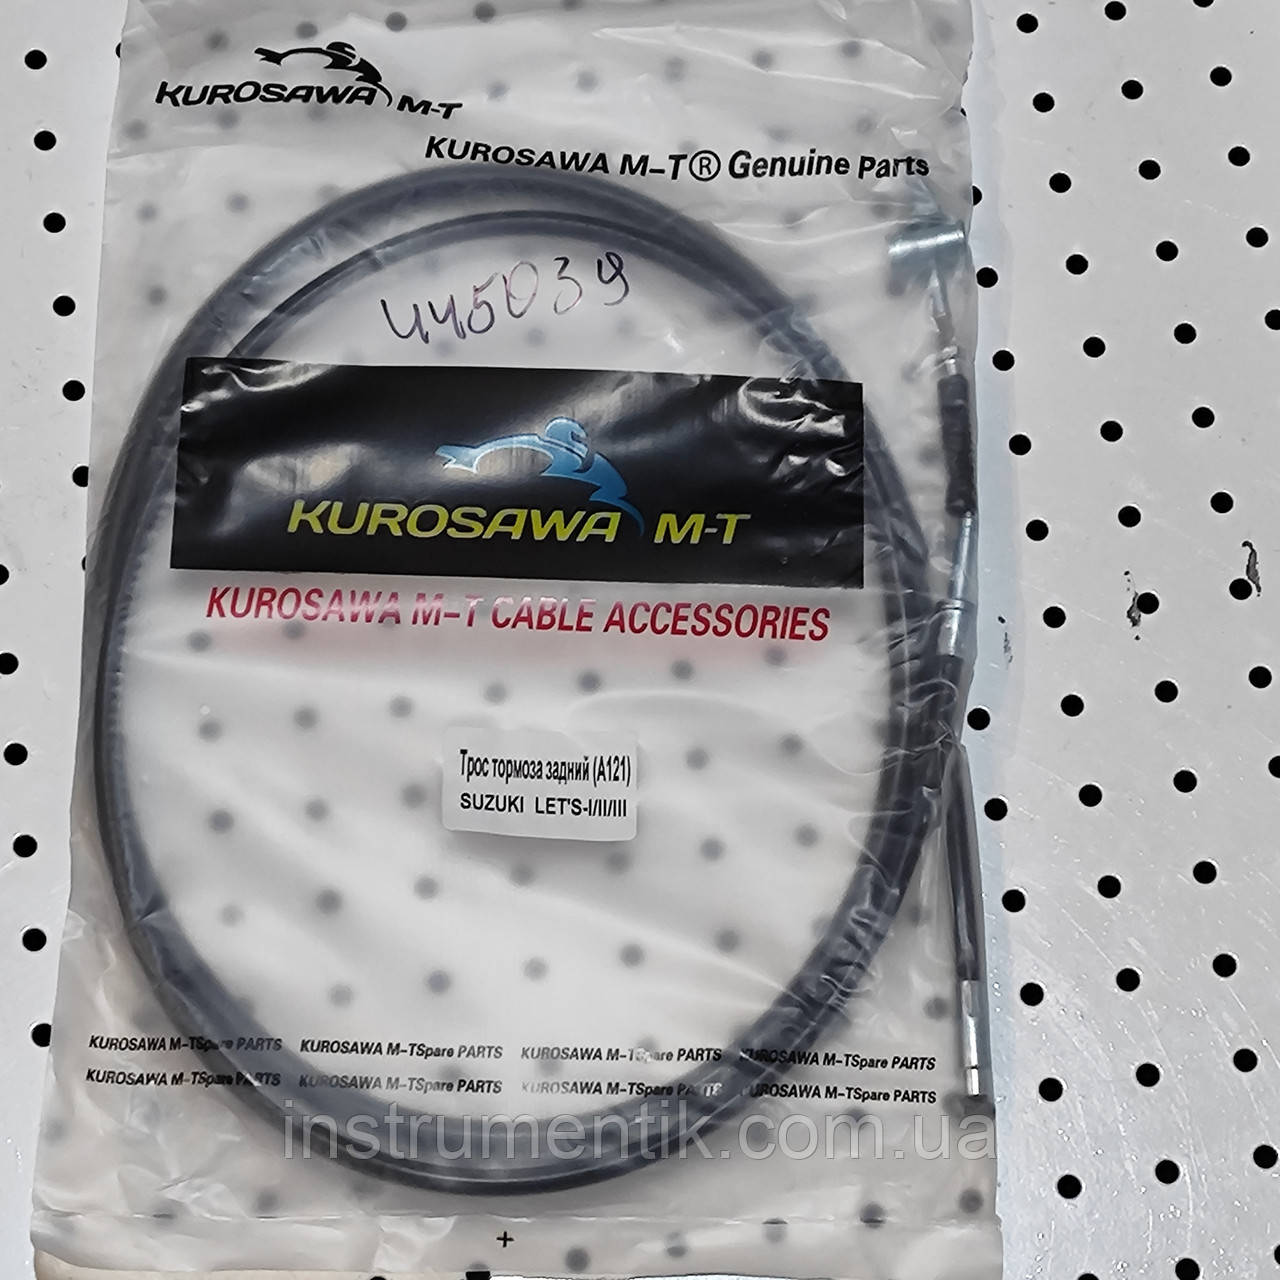 KUROSAWA M-T
KUROSAWA M-T® Genuine Parts
445039
KUROSAWA M-T
KUROSAWA M-T CABLE ACCESSORIES
Трос тормоза задний (A121)
SUZUKI LET'S-I/II/III
KUROSAWA M-TSpare PARTS KUROSAWA M-TSpare PARTS KUROSAWA M-TSpare PARTS KUROSAWA M-TSpare PARTS
KUROSAWA M-TSpare PARTS KUROSAWA M-TSpare PARTS KUROSAWA M-TSpare PARTS KUROSAWA M-TSpare PARTS
instrumentik.com.ua
+